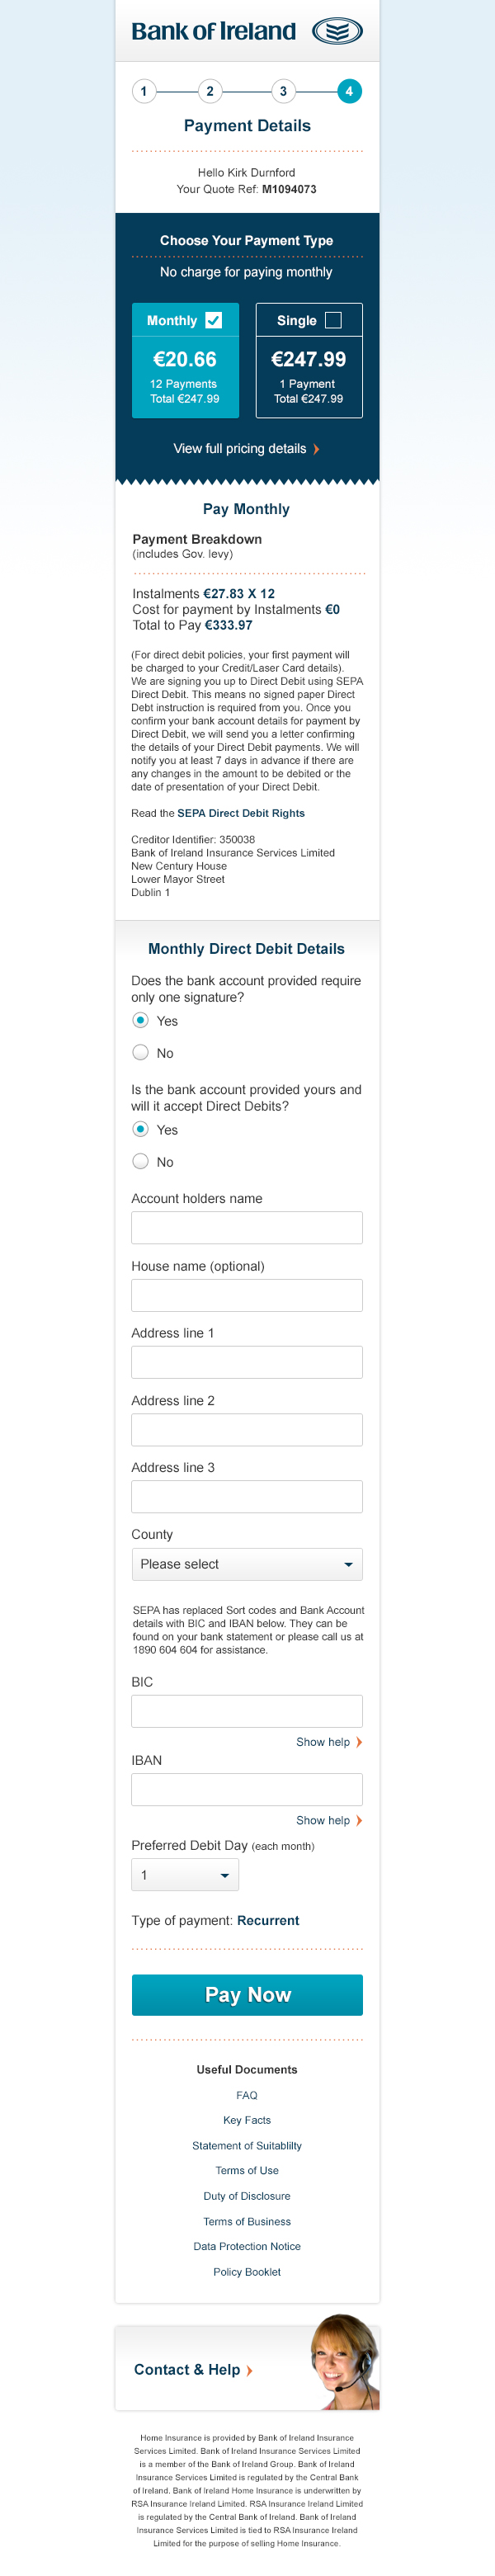 Bank of Ireland
1 2 3 4
Payment Details
Hello Kirk Durnford
Your Quote Ref: M1094073
Choose Your Payment Type
No charge for paying monthly
Monthly Single
€20.66 €247.99
12 Payments 1 Payment
Total €247.99 Total €247.99
View full pricing details
Pay Monthly
Payment Breakdown
(includes Gov. levy)
Instalments €27.83 X 12
Cost for payment by Instalments €0
Total to Pay €333.97
(For direct debit policies, your first payment will
be charged to your Credit/Laser Card details).
We are signing you up to Direct Debit using SEPA
Direct Debit. This means no signed paper Direct
Debt instruction is required from you. Once you
confirm your bank account details for payment by
Direct Debit, we will send you a letter confirming
the details of your Direct Debit payments. We will
notify you at least 7 days in advance if there are
any changes in the amount to be debited or the
date of presentation of your Direct Debit.
Read the SEPA Direct Debit Rights
Creditor Identifier: 350038
Bank of Ireland Insurance Services Limited
New Century House
Lower Mayor Street
Dublin 1
Monthly Direct Debit Details
Does the bank account provided require
only one signature?
Yes
No
Is the bank account provided yours and
will it accept Direct Debits?
Yes
No
Account holders name
House name (optional)
Address line 1
Address line 2
Address line 3
County
Please select
SEPA has replaced Sort codes and Bank Account
details with BIC and IBAN below. They can be
found on your bank statement or please call us at
1890 604 604 for assistance.
BIC
Show help
IBAN
Show help
Preferred Debit Day (each month)
1
Type of payment: Recurrent
Pay Now
Useful Documents
FAQ
Key Facts
Statement of Suitablilty
Terms of Use
Duty of Disclosure
Terms of Business
Data Protection Notice
Policy Booklet
Contact & Help
Home Insurance is provided by Bank of Ireland Insurance
Services Limited. Bank of Ireland Insurance Services Limited
is a member of the Bank of Ireland Group. Bank of Ireland
Insurance Services Limited is regulated by the Central Bank
of Ireland. Bank of Ireland Home Insurance is underwritten by
RSA Insurance Ireland Limited. RSA Insurance Ireland Limited
is regulated by the Central Bank of Ireland. Bank of Ireland
Insurance Services Limited is tied to RSA Insurance Ireland
Limited for the purpose of selling Home Insurance.